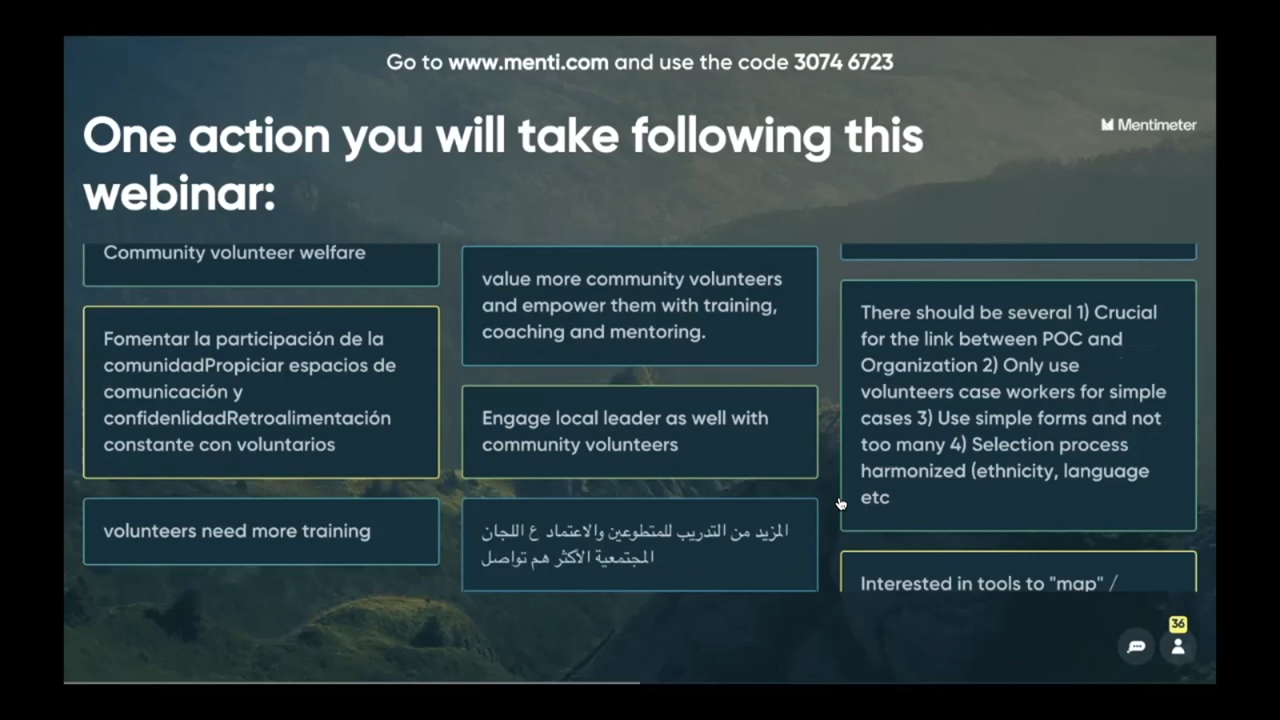 Go to www.menti.com and use the code 3074 6723
One action you will take following this
webinar:
Mentimeter
Community volunteer welfare
Fomentar la participación de la
comunidadPropiciar espacios de
comunicación y
confidenlidadRetroalimentación
constante con voluntarios
volunteers need more training
value more community volunteers
and empower them with training,
coaching and mentoring.
Engage local leader as well with
community volunteers
المزيد من التدريب للمتطوعين والاعتماد ع اللجان
المجتمعية الأكثر هم تواصل
There should be several 1) Crucial
for the link between POC and
Organization 2) Only use
volunteers case workers for simple
cases 3) Use simple forms and not
too many 4) Selection process
harmonized (ethnicity, language
etc
Interested in tools to "map" /
36